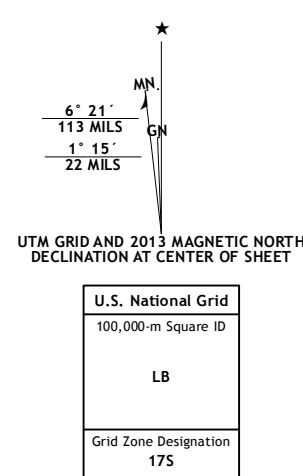 ★
MN.
6° 21´
113 MILS
GN
1° 15´
22 MILS
UTM GRID AND 2013 MAGNETIC NORTH
DECLINATION AT CENTER OF SHEET
U.S. National Grid
100,000-m Square ID
LB
Grid Zone Designation
17S